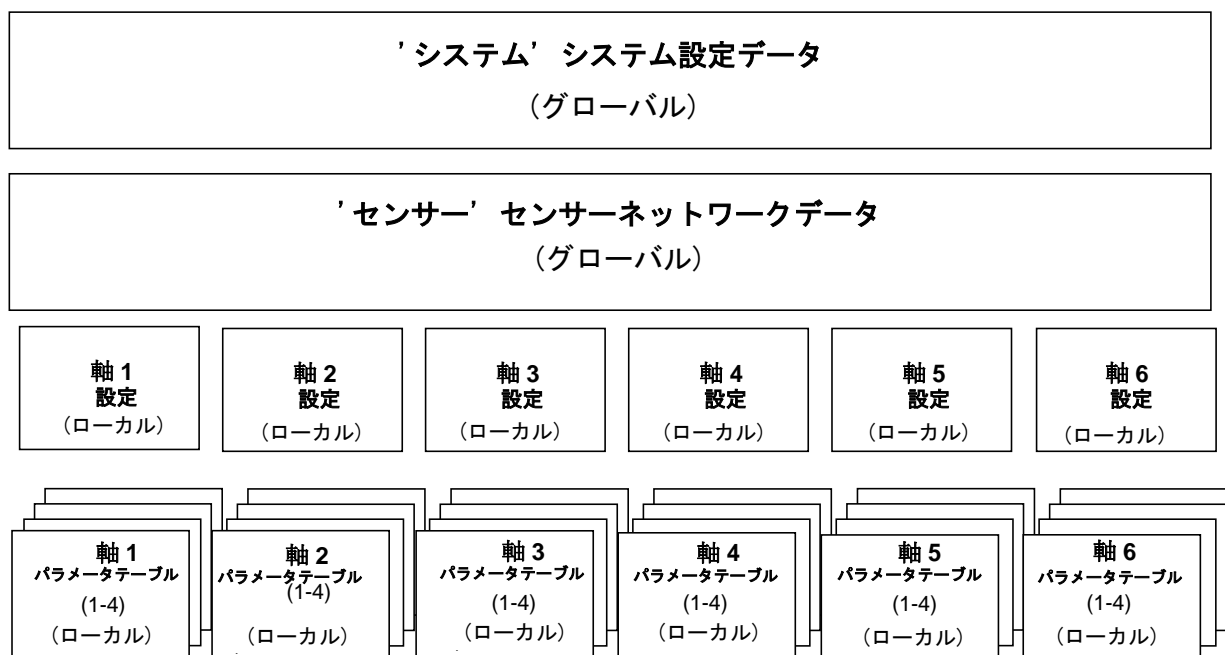 'システム' システム設定データ
(グローバル)
'センサー' センサーネットワークデータ
(グローバル)
軸 1
設定
(ローカル)
軸 2
設定
(ローカル)
軸 3
設定
(ローカル)
軸 4
設定
(ローカル)
軸 5
設定
(ローカル)
軸 6
設定
(ローカル)
軸 1
パラメータテーブル
(1-4)
(ローカル)
軸 2
パラメータテーブル
(1-4)
(ローカル)
軸 3
パラメータテーブル
(1-4)
(ローカル)
軸 4
パラメータテーブル
(1-4)
(ローカル)
軸 5
パラメータテーブル
(1-4)
(ローカル)
軸 6
パラメータテーブル
(1-4)
(ローカル)